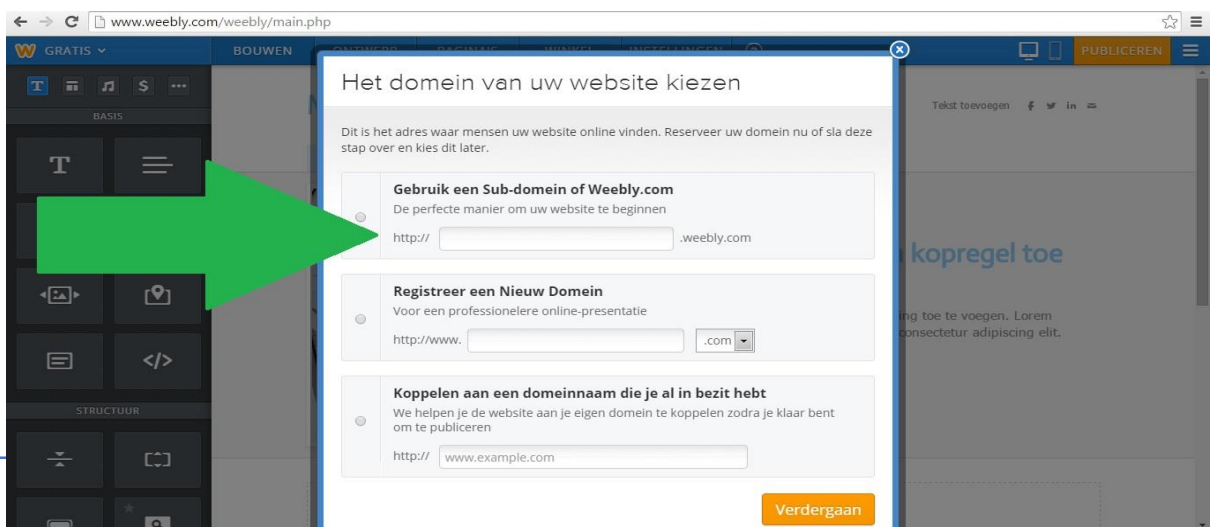 www.weebly.com/weebly/main.php
GRATIS BOUWEN ONTWERP PAGINA'S WINKEL INSTELLINGEN PUBLICEREN
Het domein van uw website kiezen
Tekst toevoegen
BASIS
Dit is het adres waar mensen uw website online vinden. Reserveer uw domein nu of sla deze
stap over en kies dit later.
Gebruik een Sub-domein of Weebly.com
De perfecte manier om uw website te beginnen
http:// .weebly.com
kopregel toe
Registreer een Nieuw Domein
Voor een professionelere online-presentatie
http://www. .com
ing toe te voegen. Lorem
consectetur adipiscing elit.
Koppelen aan een domeinnaam die je al in bezit hebt
We helpen je de website aan je eigen domein te koppelen zodra je klaar bent
om te publiceren
http:// www.example.com
STRUCTUUR
Verdergaan